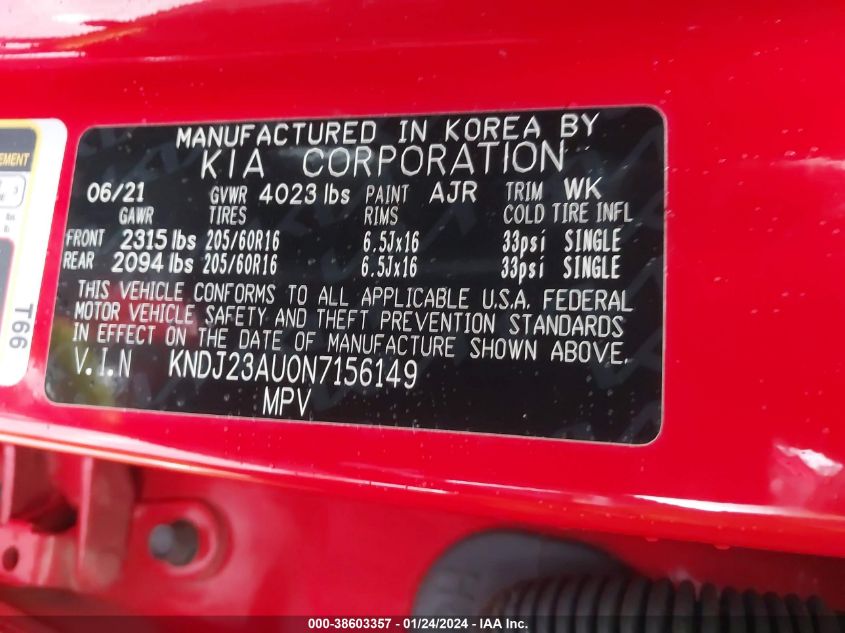 MANUFACTURED IN KOREA BY
KIA CORPORATION
06/21 GVWR 4023 lbs PAINT AJR TRIM WK
GAWR TIRES RIMS COLD TIRE INFL
FRONT 2315 lbs 205/60R16 6.5Jx16 33psi SINGLE
REAR 2094 lbs 205/60R16 6.5Jx16 33psi SINGLE
THIS VEHICLE CONFORMS TO ALL APPLICABLE U.S.A. FEDERAL
MOTOR VEHICLE SAFETY AND THEFT PREVENTION STANDARDS
IN EFFECT ON THE DATE OF MANUFACTURE SHOWN ABOVE.
V.I.N KNDJ23AU0N7156149
MPV
T66
000-38603357 / 01/24/2024 - IAA Inc.